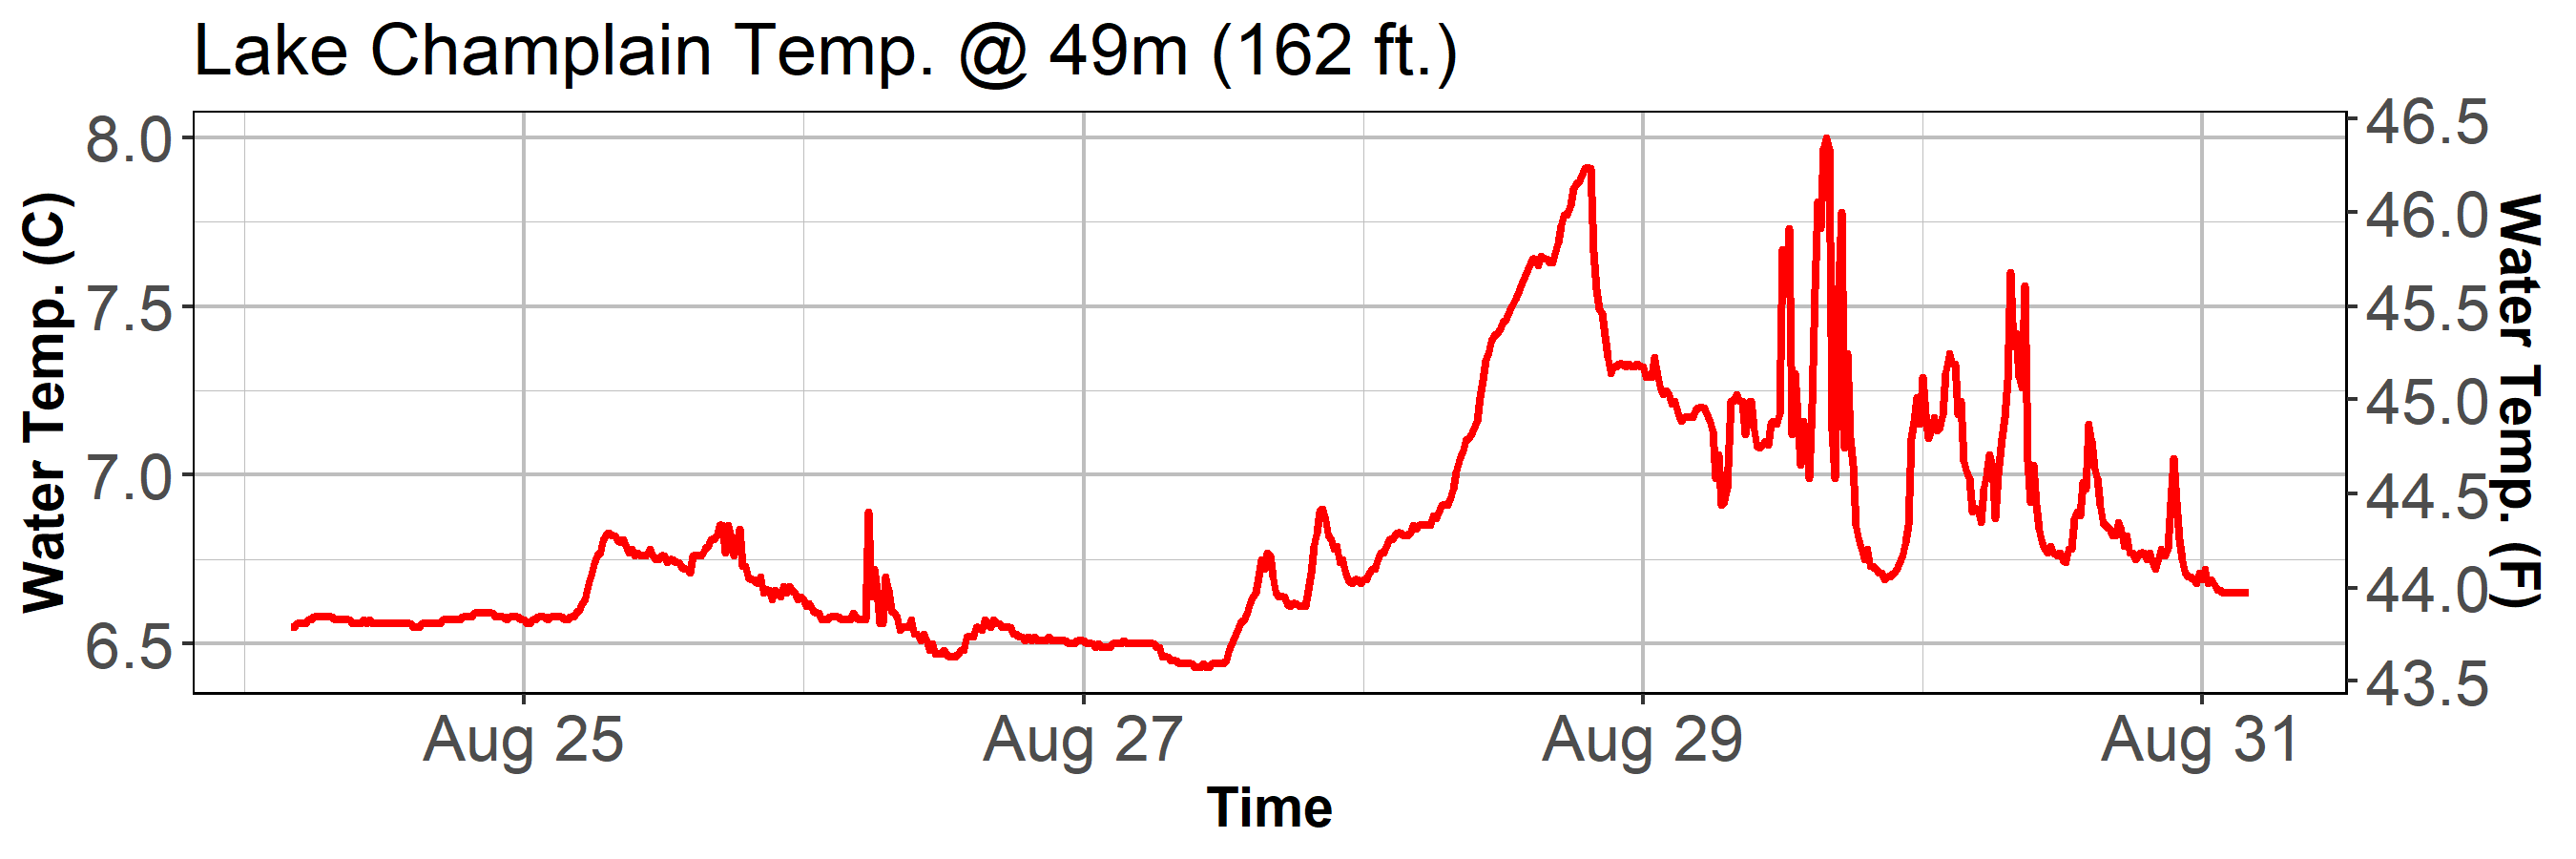 Lake Champlain Temp. @ 49m (162 ft.)
Water Temp. (C)
8.0
7.5
7.0
6.5
46.5
46.0
45.5
45.0
44.5
44.0
43.5
Water Temp. (F)
Aug 25
Aug 27
Aug 29
Aug 31
Time